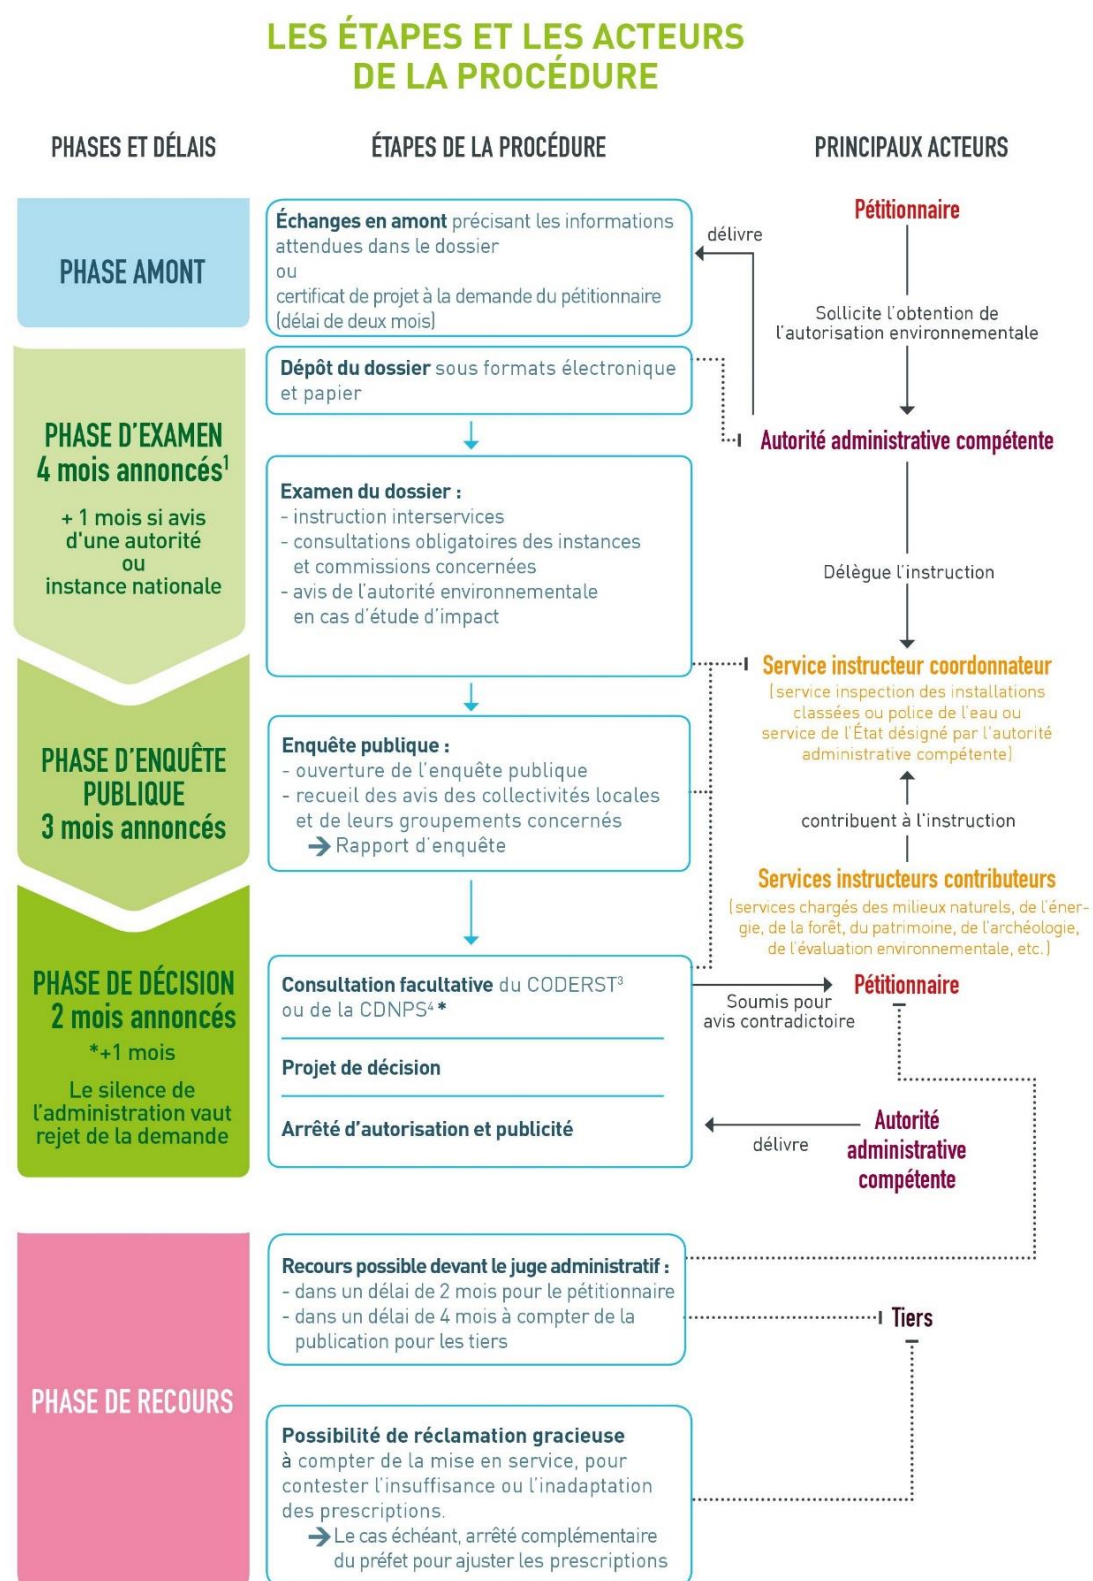 LES ÉTAPES ET LES ACTEURS
DE LA PROCÉDURE
PHASES ET DÉLAIS
ÉTAPES DE LA PROCÉDURE
PRINCIPAUX ACTEURS
PHASE AMONT
Échanges en amont précisant les informations
attendues dans le dossier
ou
certificat de projet à la demande du pétitionnaire
(délai de deux mois)
délivre
Pétitionnaire
Sollicite l'obtention de
l'autorisation environnementale
PHASE D'EXAMEN
4 mois annoncés¹
+ 1 mois si avis
d'une autorité
ou
instance nationale
Dépôt du dossier sous formats électronique
et papier
Autorité administrative compétente
Examen du dossier :
- instruction interservices
- consultations obligatoires des instances
et commissions concernées
- avis de l'autorité environnementale
en cas d'étude d'impact
Délègue l'instruction
Service instructeur coordonnateur
(service inspection des installations
classées ou police de l'eau ou
service de l'État désigné par l'autorité
administrative compétente)
PHASE D'ENQUÊTE
PUBLIQUE
3 mois annoncés
Enquête publique :
- ouverture de l'enquête publique
- recueil des avis des collectivités locales
et de leurs groupements concernés
➔ Rapport d'enquête
contribuent à l'instruction
Services instructeurs contributeurs
(services chargés des milieux naturels, de l'éner-
gie, de la forêt, du patrimoine, de l'archéologie,
de l'évaluation environnementale, etc.)
PHASE DE DÉCISION
2 mois annoncés
*+1 mois
Le silence de
l'administration vaut
rejet de la demande
Consultation facultative du CODERST³
ou de la CDNPS⁴ *
Projet de décision
Arrêté d'autorisation et publicité
Soumis pour
avis contradictoire
Pétitionnaire
délivre
Autorité
administrative
compétente
PHASE DE RECOURS
Recours possible devant le juge administratif :
- dans un délai de 2 mois pour le pétitionnaire
- dans un délai de 4 mois à compter de la
publication pour les tiers
Tiers
Possibilité de réclamation gracieuse
à compter de la mise en service, pour
contester l'insuffisance ou l'inadaptation
des prescriptions.
➔ Le cas échéant, arrêté complémentaire
du préfet pour ajuster les prescriptions